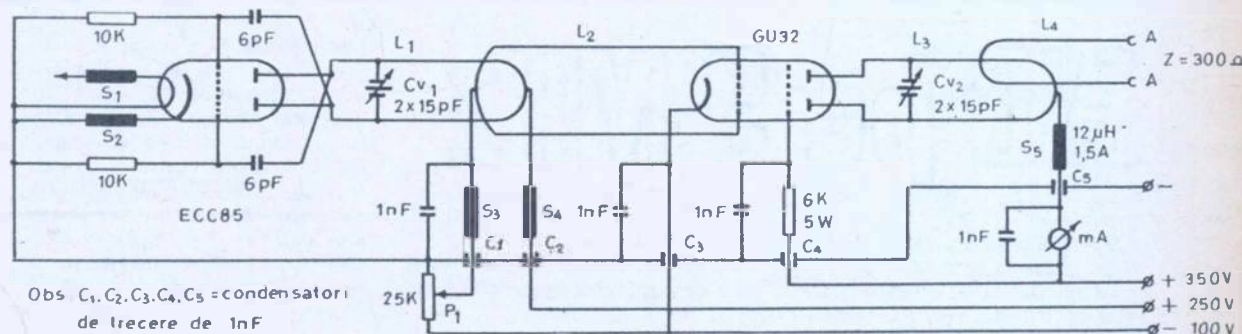 10K
6pF
S1
S2
10K
6pF
ECC85
L1
Cv1
2x15pF
L2
GU32
L3
Cv2
2x15pF
L4
A
A
Z = 300 Ω
12µH
1,5A
S5
C5
1nF
S3
S4
1nF
1nF
6K
5W
C1
C2
C3
C4
1nF
mA
25K
P1
Obs C1, C2, C3, C4, C5 = condensatori
de trecere de 1nF
−
+ 350V
+ 250V
− 100V